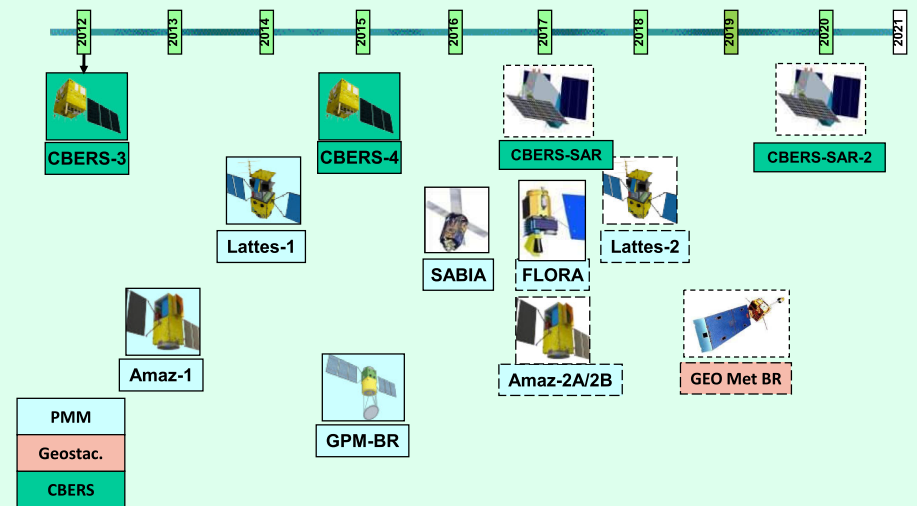 2012
2013
2014
2015
2016
2017
2018
2019
2020
2021
CBERS-3
CBERS-4
CBERS-SAR
CBERS-SAR-2
Lattes-1
SABIA
FLORA
Lattes-2
Amaz-1
GPM-BR
Amaz-2A/2B
GEO Met BR
PMM
Geostac.
CBERS